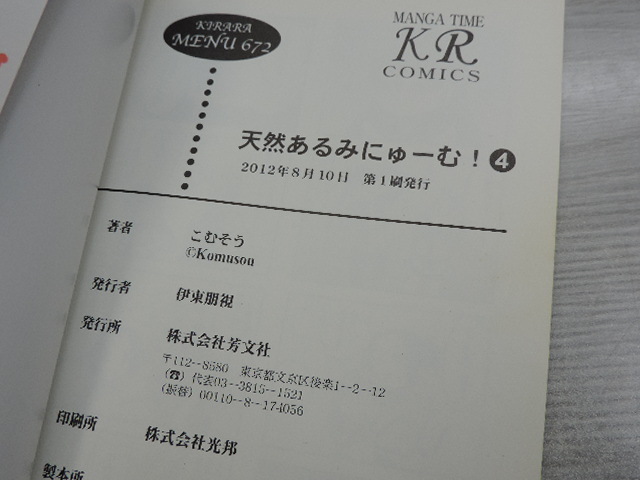 KIRARA
MENU 672
MANGA TIME
KR
COMICS
天然あるみにゅーむ！❹
2012年8月10日 第1刷発行
著者 こむそう
©Komusou
発行者 伊東朋視
発行所 株式会社芳文社
〒112-8580 東京都文京区後楽1-2-12
(☎) 代表03-3815-1521
(振替) 00110-8-174056
印刷所 株式会社光邦
製本所